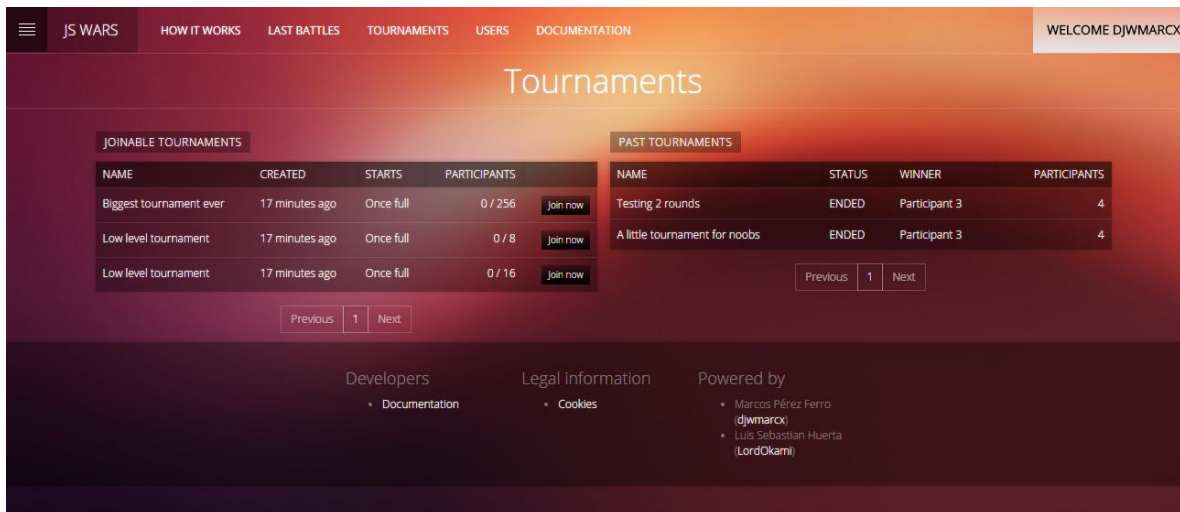 JS WARS HOW IT WORKS LAST BATTLES TOURNAMENTS USERS DOCUMENTATION WELCOME DJWMARCX
Tournaments
JOINABLE TOURNAMENTS
NAME CREATED STARTS PARTICIPANTS
Biggest tournament ever 17 minutes ago Once full 0 / 256 Join now
Low level tournament 17 minutes ago Once full 0 / 8 Join now
Low level tournament 17 minutes ago Once full 0 / 16 Join now
Previous 1 Next
PAST TOURNAMENTS
NAME STATUS WINNER PARTICIPANTS
Testing 2 rounds ENDED Participant 3 4
A little tournament for noobs ENDED Participant 3 4
Previous 1 Next
Developers
• Documentation
Legal information
• Cookies
Powered by
• Marcos Pérez Ferro
(djwmarcx)
• Luis Sebastian Huerta
(LordOkami)